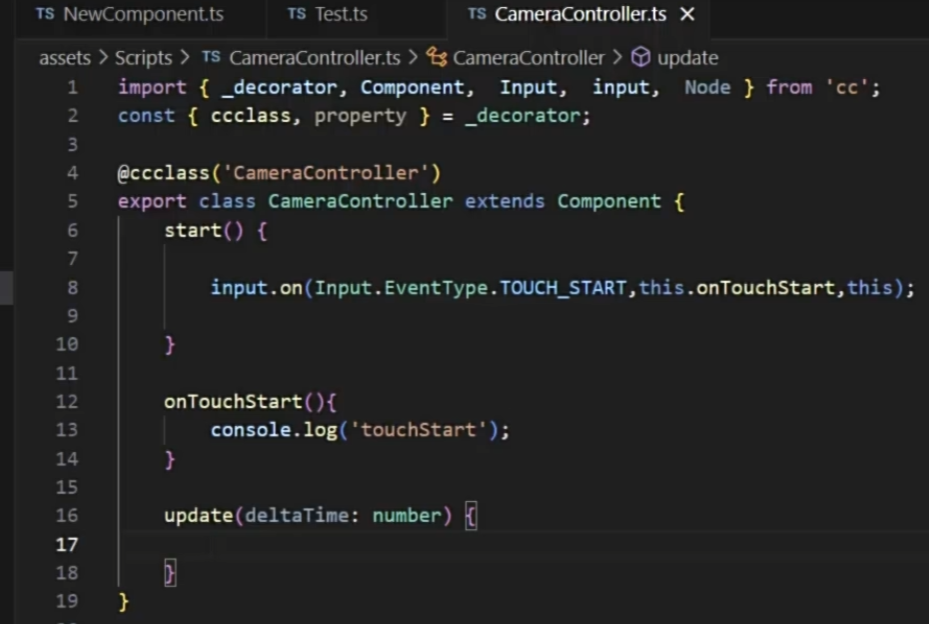 TS NewComponent.ts TS Test.ts TS CameraController.ts ×
assets > Scripts > TS CameraController.ts > CameraController > update
1 import { _decorator, Component,  Input,  input,  Node } from 'cc';
2 const { ccclass, property } = _decorator;
3
4 @ccclass('CameraController')
5 export class CameraController extends Component {
6     start() {
7
8         input.on(Input.EventType.TOUCH_START,this.onTouchStart,this);
9
10     }
11
12     onTouchStart(){
13         console.log('touchStart');
14     }
15
16     update(deltaTime: number) {
17
18     }
19 }